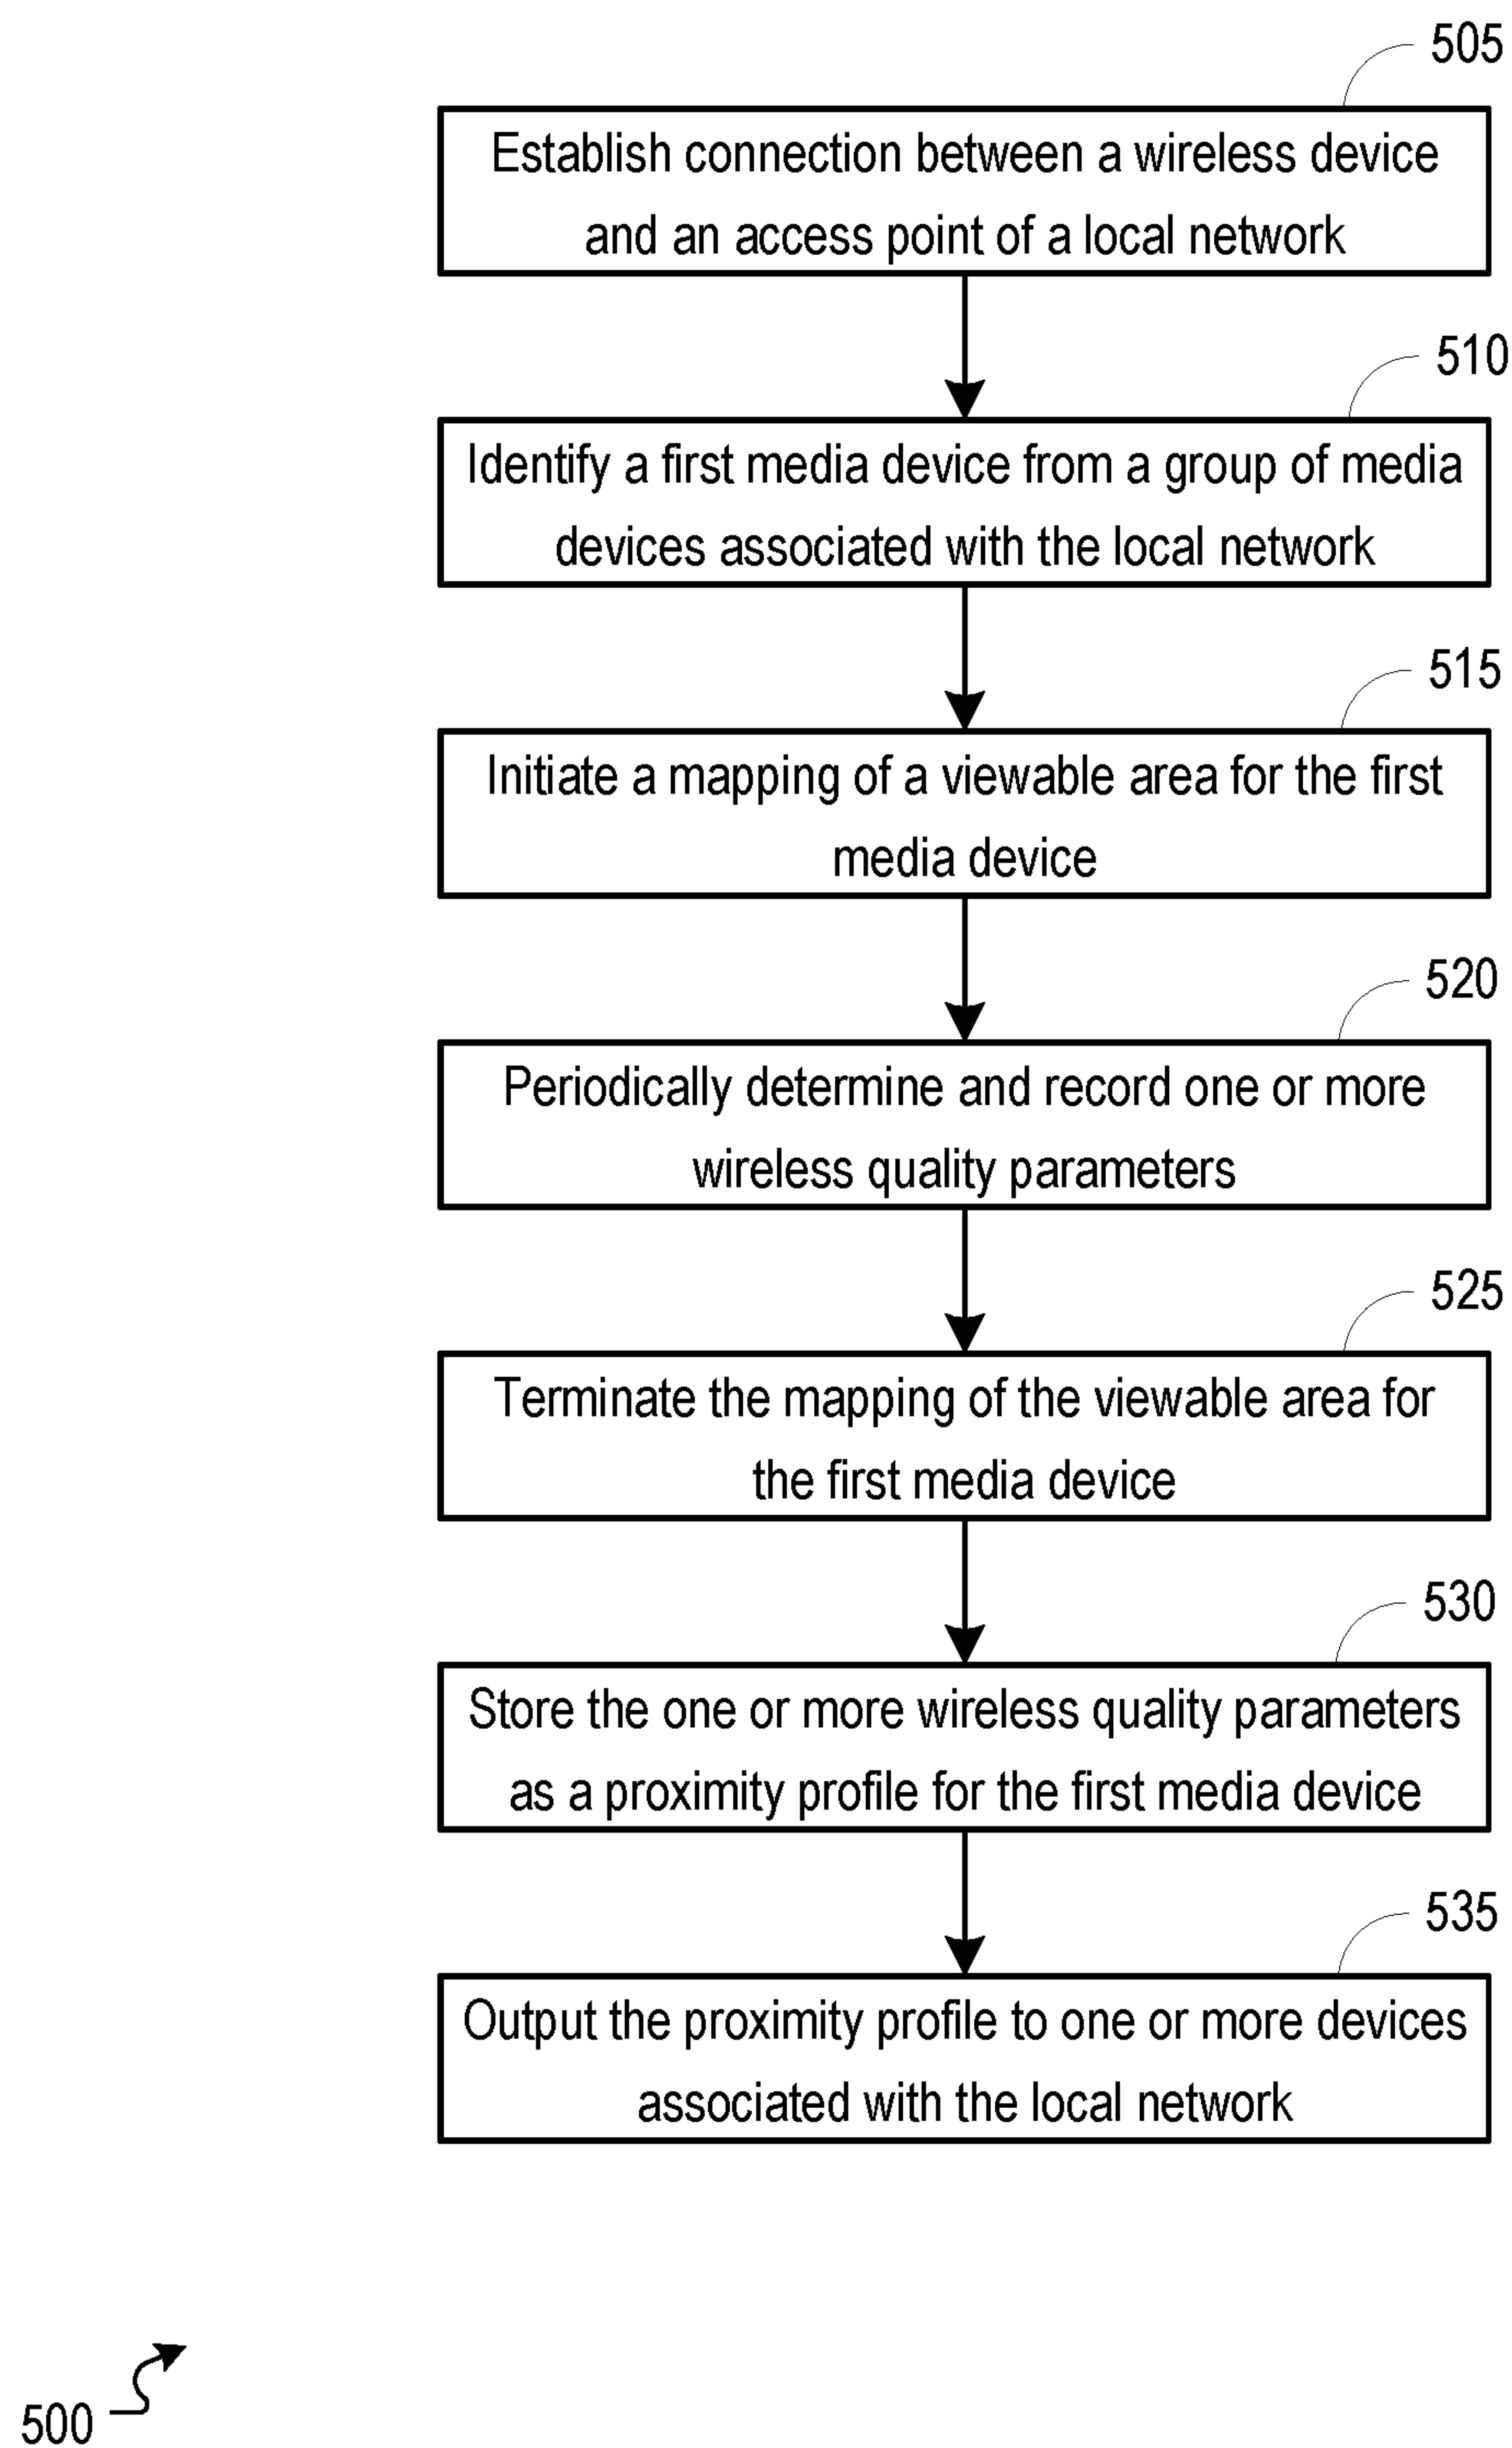 505
Establish connection between a wireless device
and an access point of a local network
510
Identify a first media device from a group of media
devices associated with the local network
515
Initiate a mapping of a viewable area for the first
media device
520
Periodically determine and record one or more
wireless quality parameters
525
Terminate the mapping of the viewable area for
the first media device
530
Store the one or more wireless quality parameters
as a proximity profile for the first media device
535
Output the proximity profile to one or more devices
associated with the local network
500